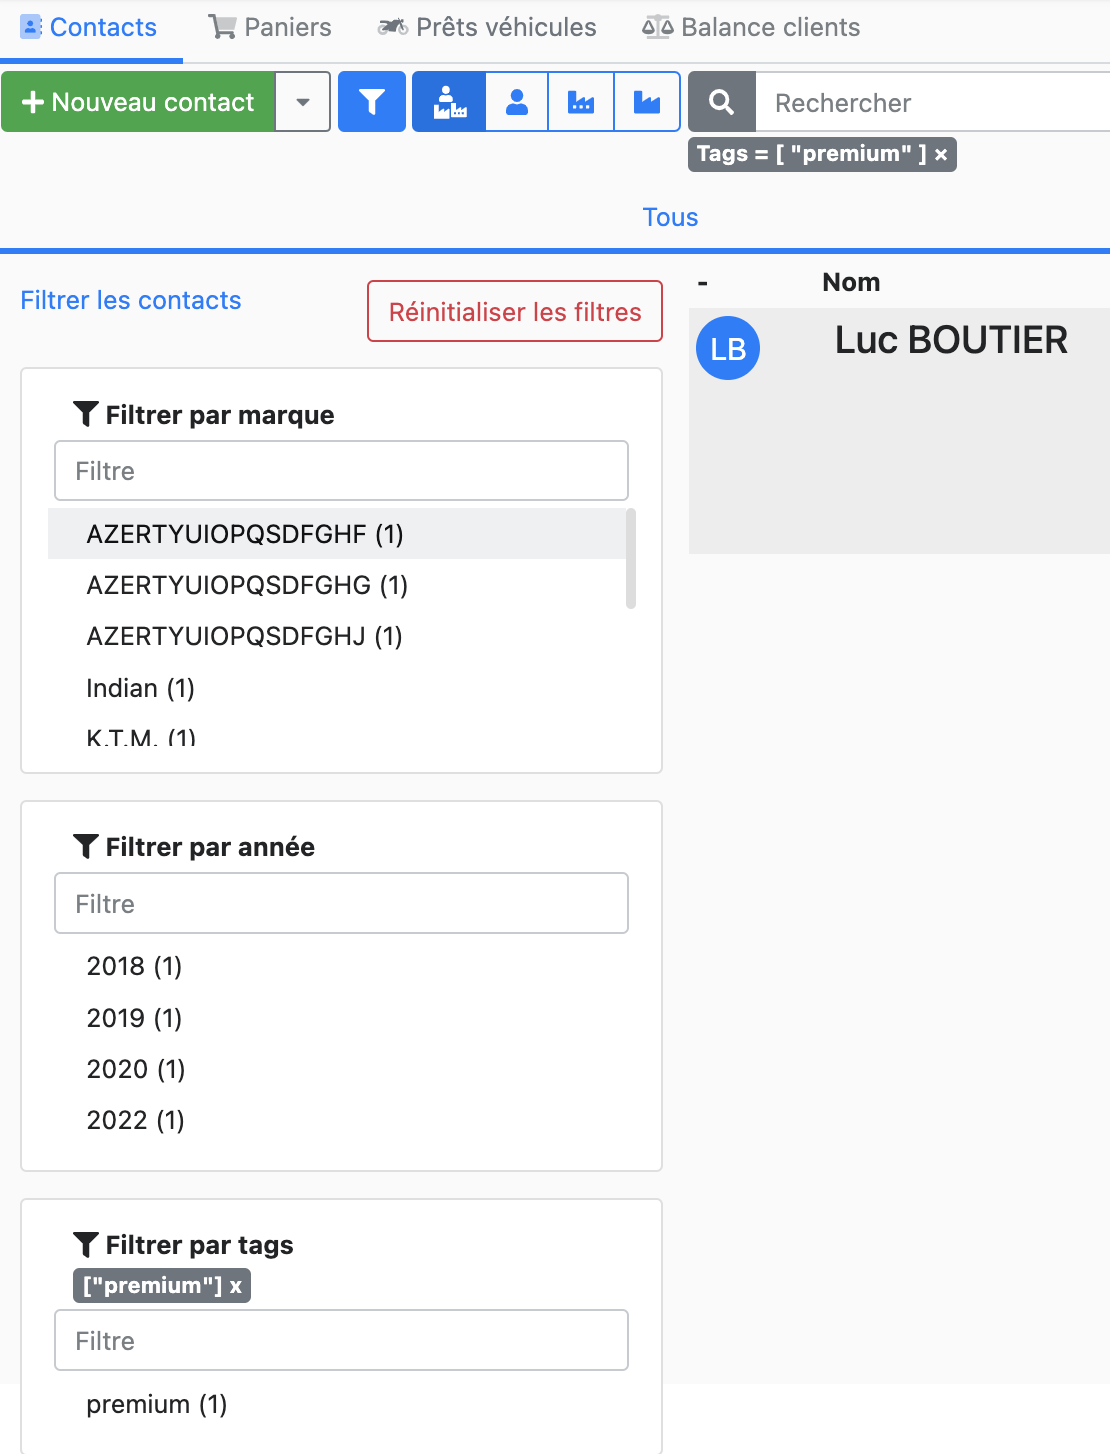 Contacts Paniers Prêts véhicules Balance clients
Nouveau contact Rechercher
Tags = [ "premium" ] ×
Tous
- Nom
Filtrer les contacts Réinitialiser les filtres
LB Luc BOUTIER
Filtrer par marque
Filtre
AZERTYUIOPQSDFGHF (1)
AZERTYUIOPQSDFGHG (1)
AZERTYUIOPQSDFGHJ (1)
Indian (1)
K.T.M. (1)
Filtrer par année
Filtre
2018 (1)
2019 (1)
2020 (1)
2022 (1)
Filtrer par tags
["premium"] x
Filtre
premium (1)